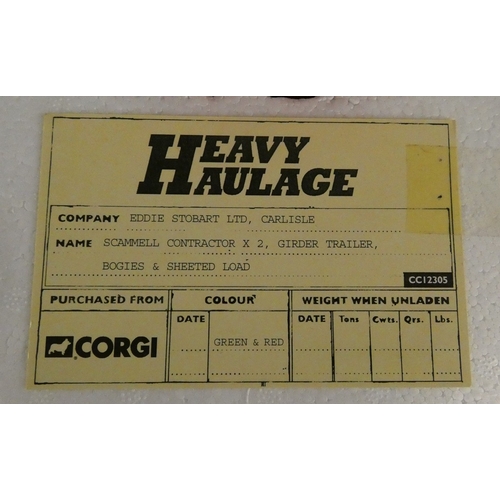 HEAVY
HAULAGE
COMPANY EDDIE STOBART LTD, CARLISLE
NAME SCAMMELL CONTRACTOR X 2, GIRDER TRAILER,
BOGIES & SHEETED LOAD
CC12305
PURCHASED FROM COLOUR WEIGHT WHEN UNLADEN
DATE DATE Tons Cwts. Qrs. Lbs.
CORGI GREEN & RED